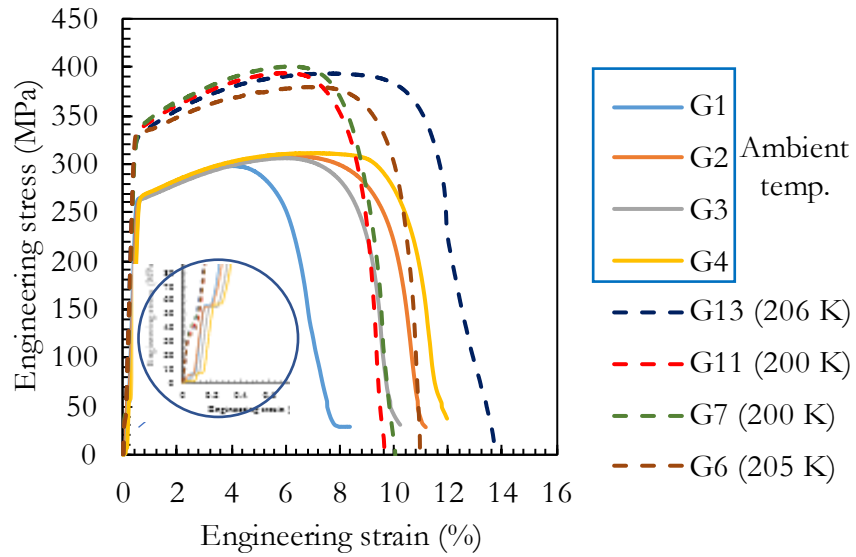 450
400
350
300
250
200
150
100
50
0
Engineering stress (MPa)
0 2 4 6 8 10 12 14 16
Engineering strain (%)
G1
G2
G3
G4
Ambient
temp.
G13 (206 K)
G11 (200 K)
G7 (200 K)
G6 (205 K)